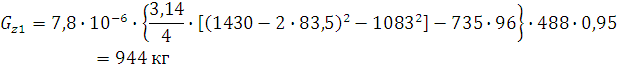 G_{z1} = 7,8 · 10^{-6} · {3,14/4 · [(1430 − 2 · 83,5)^2 − 1083^2] − 735 · 96} · 488 · 0,95
= 944 кг